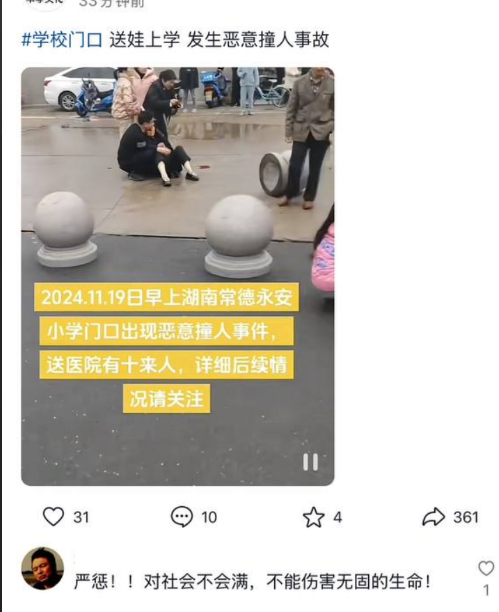 33分钟前
#学校门口 送娃上学 发生恶意撞人事故
2024.11.19日早上湖南常德永安
小学门口出现恶意撞人事件，
送医院有十来人，详细后续情
况请关注
31
10
4
361
严惩！！对社会不会满，不能伤害无固的生命！
1